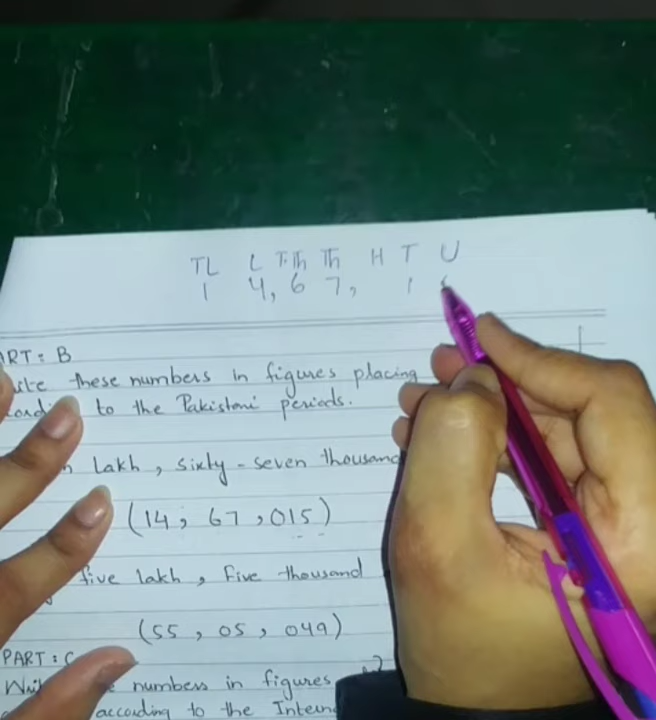 TL L T.Th Th H T U
1 4, 6 7, 1
PART: B
these numbers in figures placing
to the Pakistani periods.
lakh, sixty-seven thousand
(14, 67, 015)
five lakh, five thousand
(55, 05, 049)
PART: C
numbers in figures
according to the